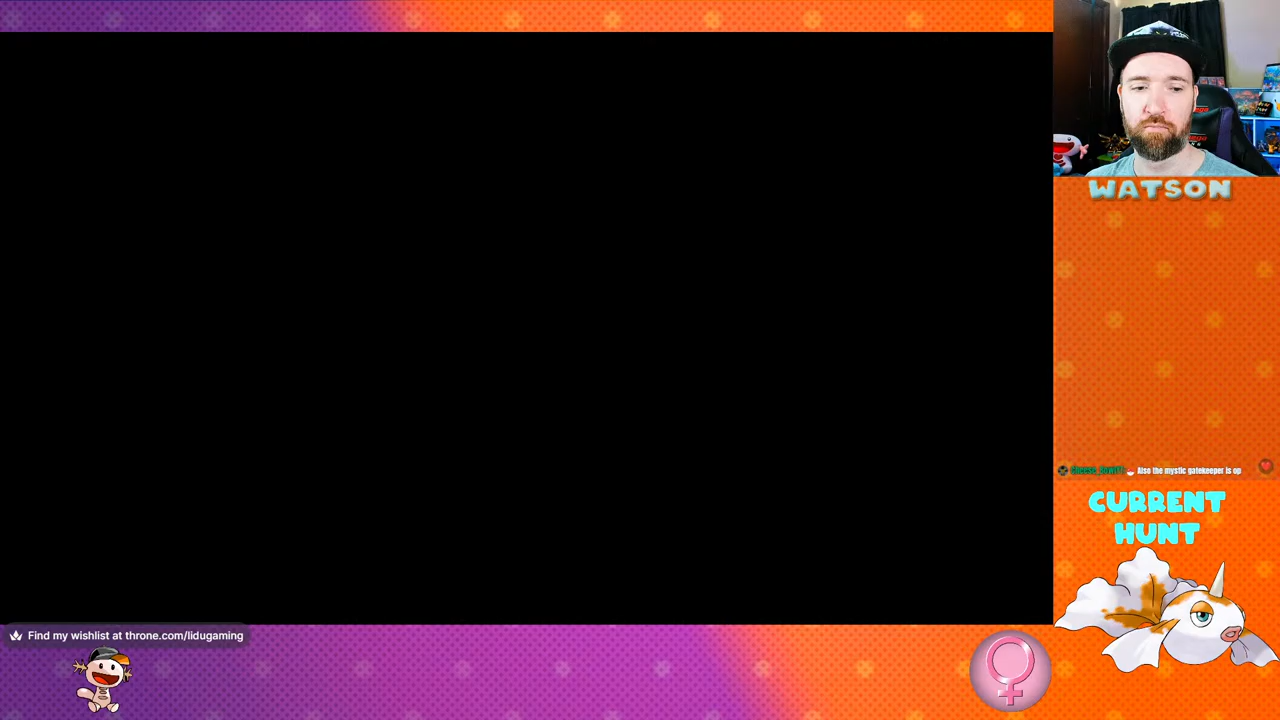 WATSON
Also the mystic gatekeeper is op
CURRENT
HUNT
Find my wishlist at throne.com/lidugaming